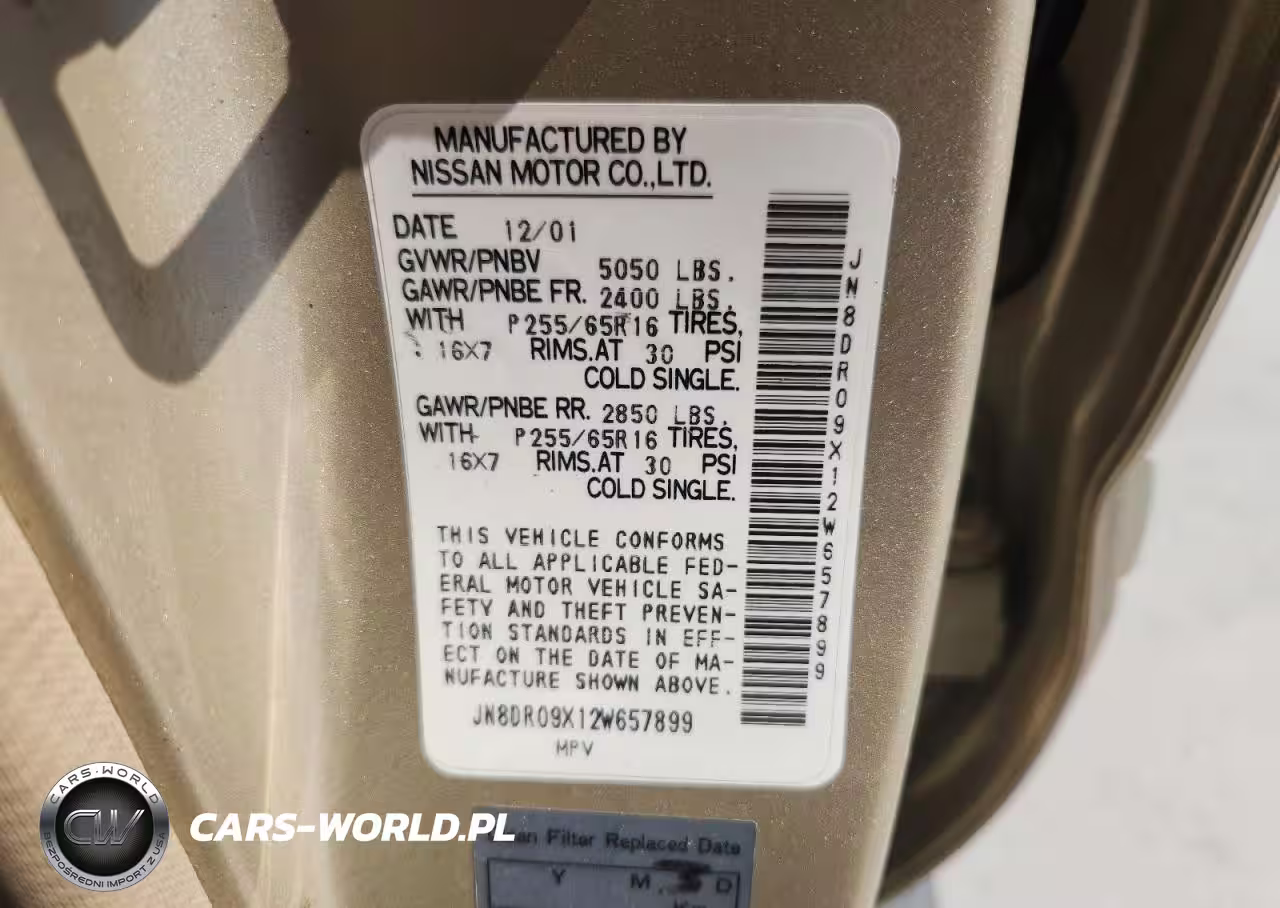 MANUFACTURED BY
NISSAN MOTOR CO.,LTD.
DATE 12/01
GVWR/PNBV 5050 LBS.
GAWR/PNBE FR. 2400 LBS.
WITH P255/65R16 TIRES,
16X7 RIMS.AT 30 PSI
COLD SINGLE.
GAWR/PNBE RR. 2850 LBS.
WITH P255/65R16 TIRES,
16X7 RIMS.AT 30 PSI
COLD SINGLE.
THIS VEHICLE CONFORMS
TO ALL APPLICABLE FED-
ERAL MOTOR VEHICLE SA-
FETY AND THEFT PREVEN-
TION STANDARDS IN EFF-
ECT ON THE DATE OF MA-
NUFACTURE SHOWN ABOVE.
JN8DR09X12W657899
MPV
JN8DR09X12W657899
Filter Replaced Date
Y M D
CARS-WORLD
CW
BEZPOŚREDNI IMPORT Z USA
CARS-WORLD.PL